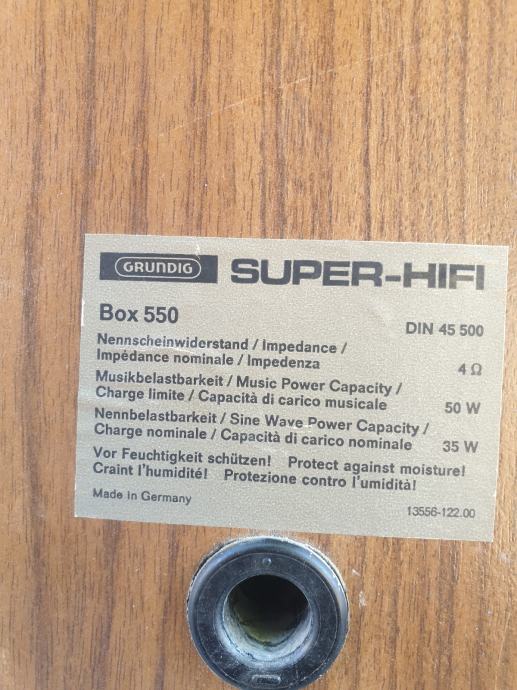 GRUNDIG SUPER-HIFI
Box 550 DIN 45 500
Nennscheinwiderstand / Impedance /
Impédance nominale / Impedenza 4 Ω
Musikbelastbarkeit / Music Power Capacity /
Charge limite / Capacità di carico musicale 50 W
Nennbelastbarkeit / Sine Wave Power Capacity /
Charge nominale / Capacità di carico nominale 35 W
Vor Feuchtigkeit schützen! Protect against moisture!
Craint l'humidité! Protezione contro l'umidità!
Made in Germany 13556-122.00